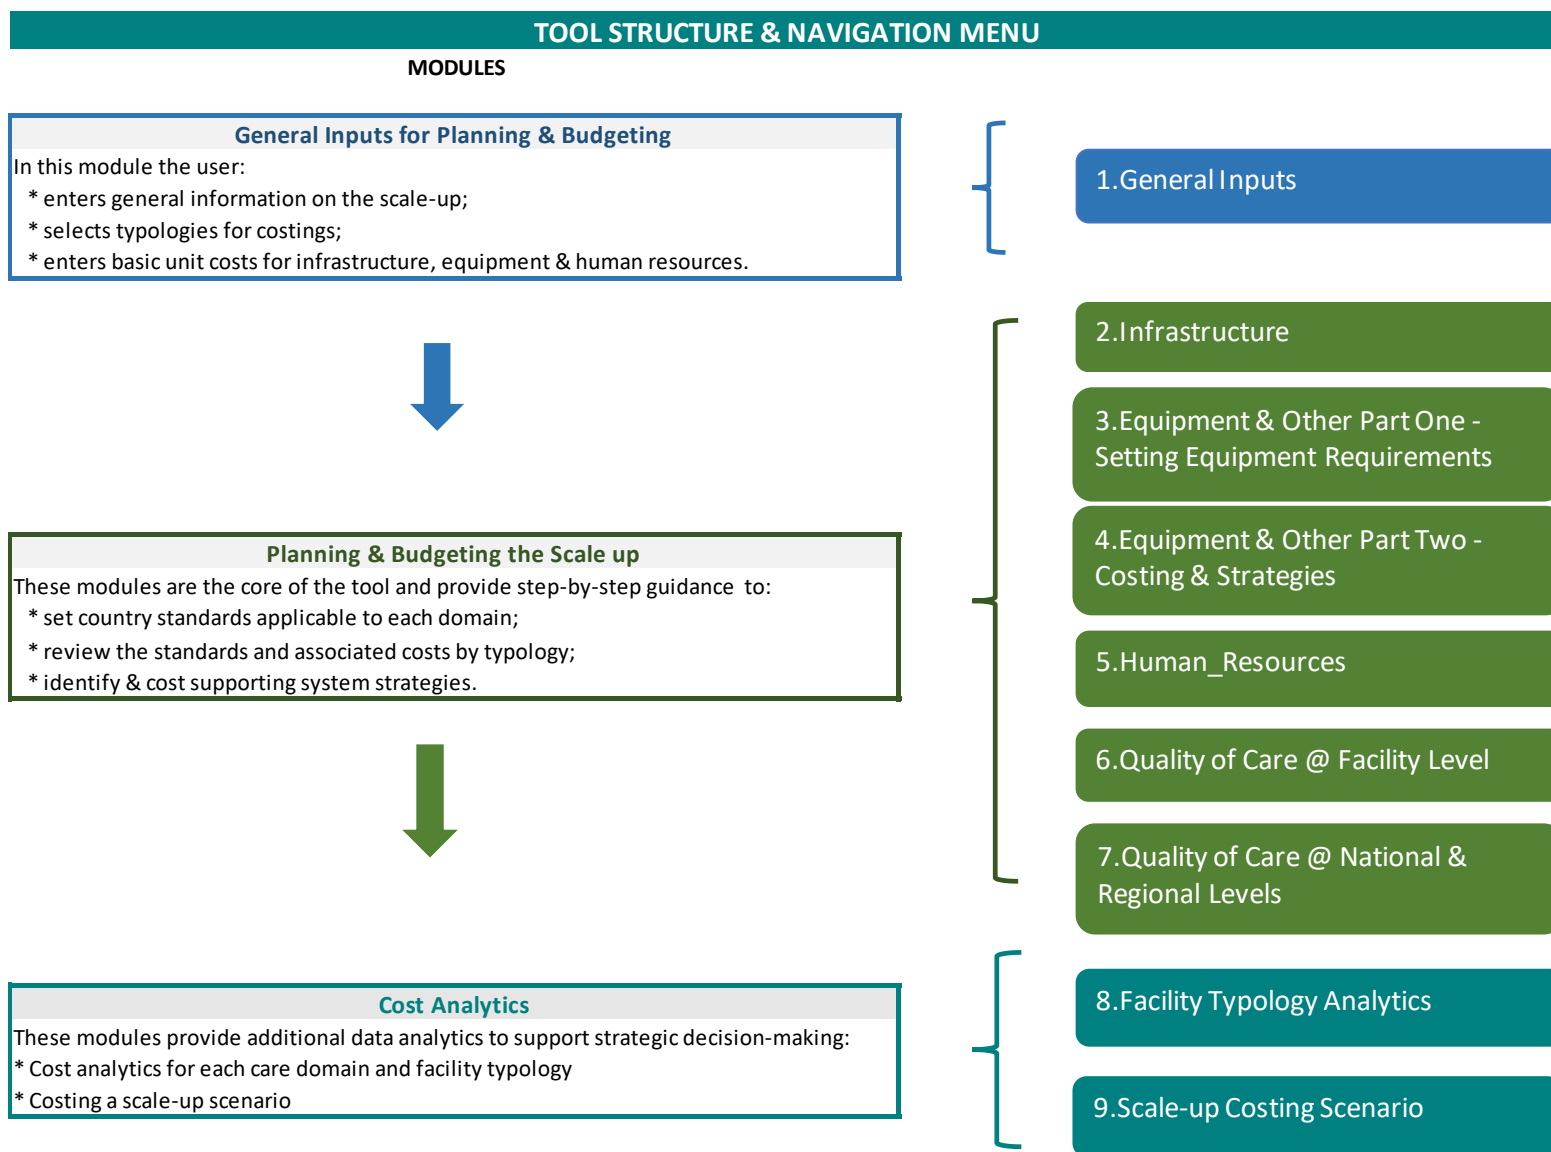 TOOL STRUCTURE & NAVIGATION MENU
MODULES
General Inputs for Planning & Budgeting
In this module the user:
* enters general information on the scale-up;
* selects typologies for costings;
* enters basic unit costs for infrastructure, equipment & human resources.
1.General Inputs
2.Infrastructure
3.Equipment & Other Part One -
Setting Equipment Requirements
4.Equipment & Other Part Two -
Costing & Strategies
5.Human_Resources
6.Quality of Care @ Facility Level
7.Quality of Care @ National &
Regional Levels
Planning & Budgeting the Scale up
These modules are the core of the tool and provide step-by-step guidance to:
* set country standards applicable to each domain;
* review the standards and associated costs by typology;
* identify & cost supporting system strategies.
Cost Analytics
These modules provide additional data analytics to support strategic decision-making:
* Cost analytics for each care domain and facility typology
* Costing a scale-up scenario
8.Facility Typology Analytics
9.Scale-up Costing Scenario